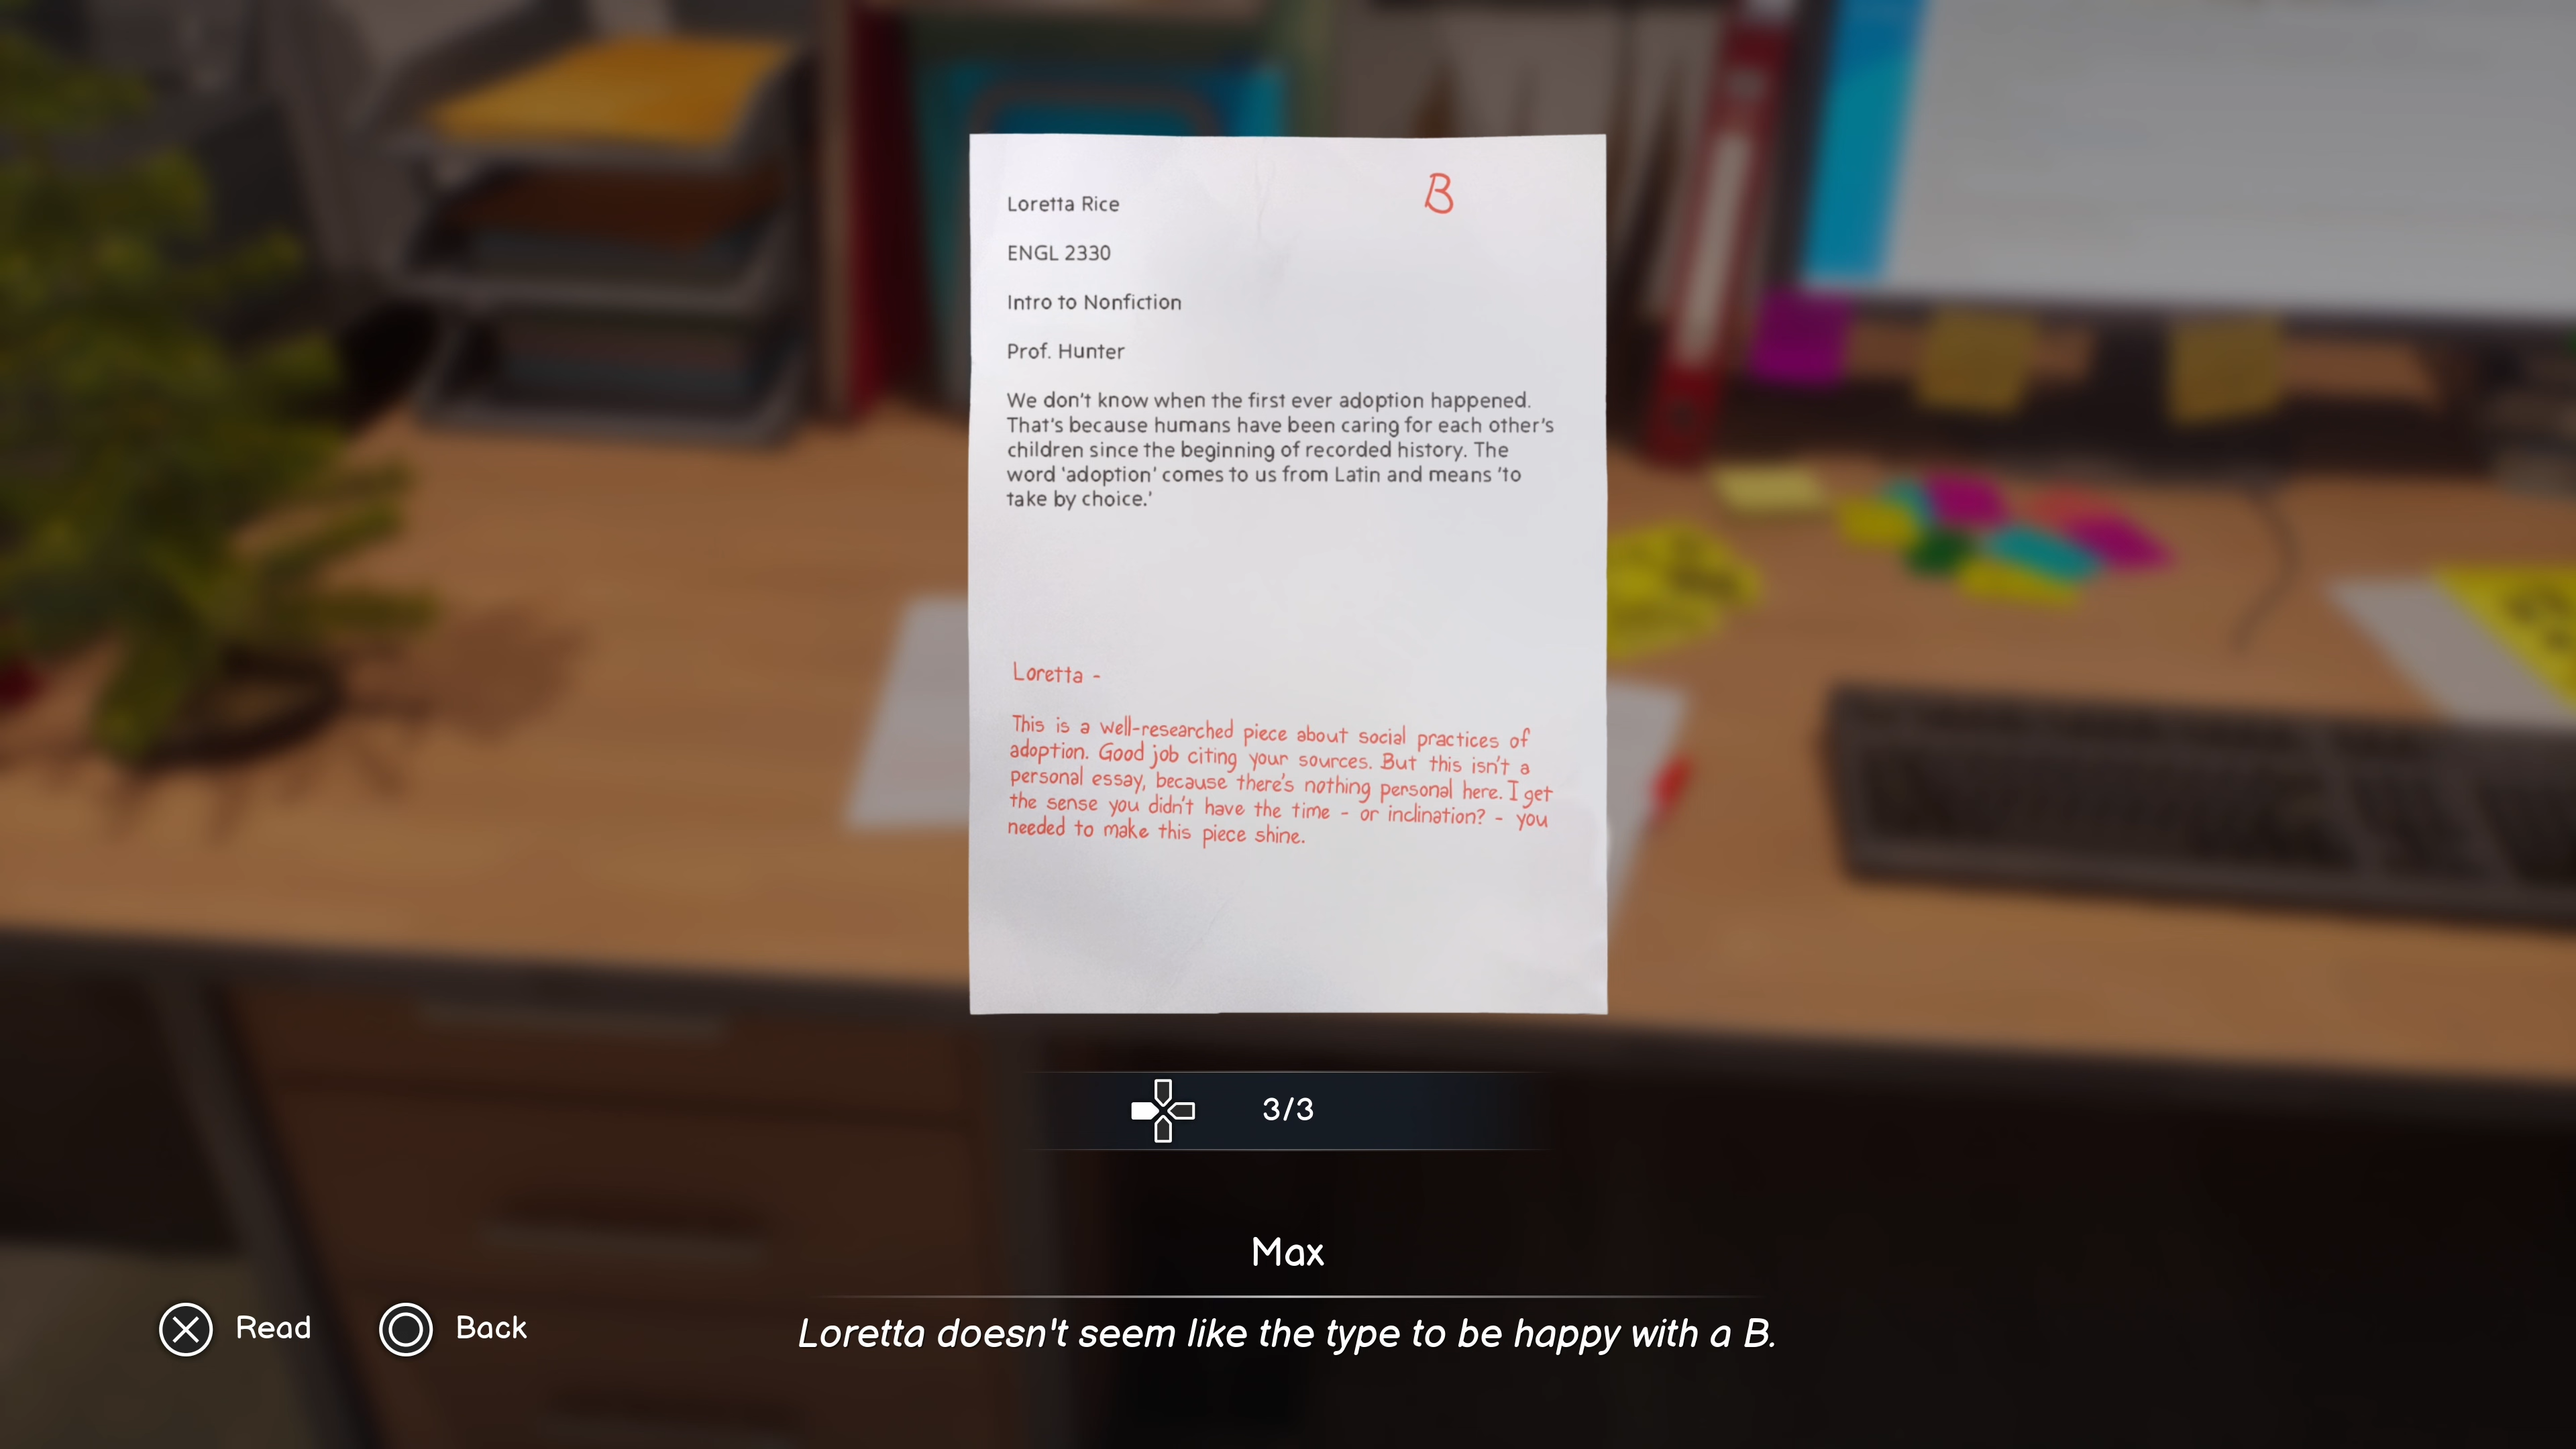 Loretta Rice
B
ENGL 2330
Intro to Nonfiction
Prof. Hunter
We don't know when the first ever adoption happened.
That's because humans have been caring for each other's
children since the beginning of recorded history. The
word 'adoption' comes to us from Latin and means 'to
take by choice.'
Loretta -
This is a well-researched piece about social practices of
adoption. Good job citing your sources. But this isn't a
personal essay, because there's nothing personal here. I get
the sense you didn't have the time - or inclination? - you
needed to make this piece shine.
3/3
Max
Read
Back
Loretta doesn't seem like the type to be happy with a B.